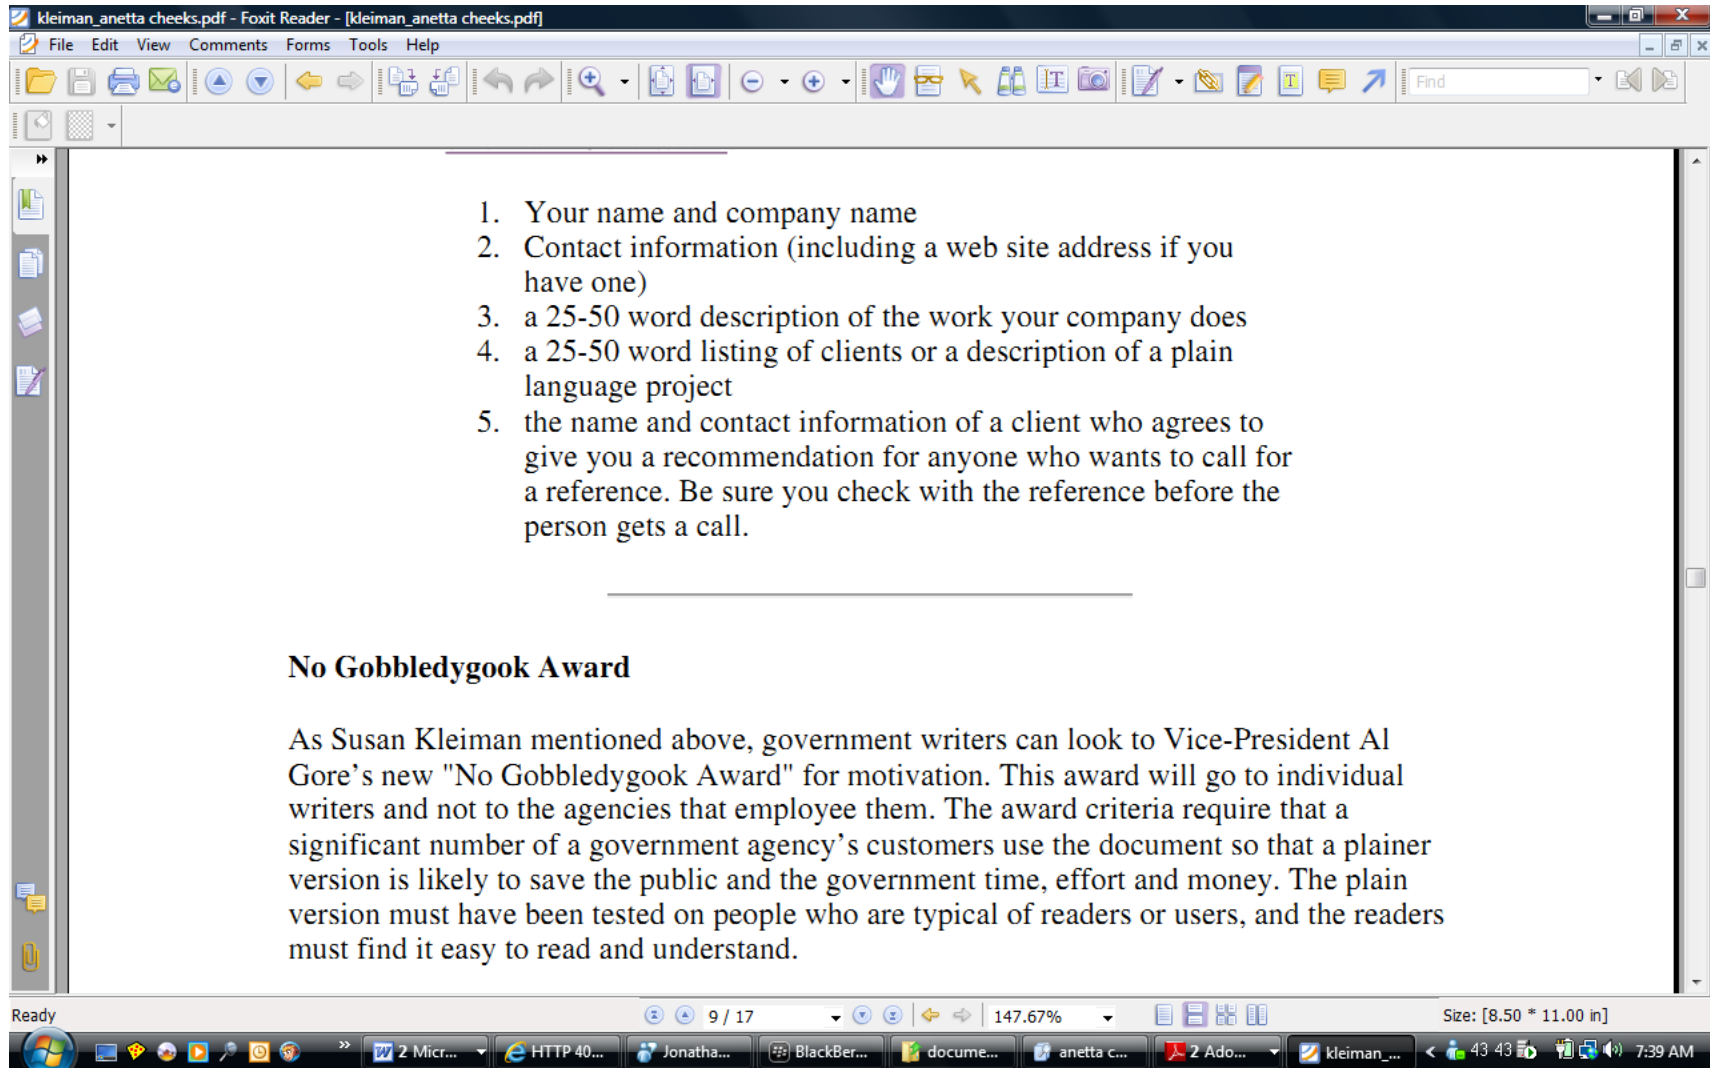 kleiman_anetta cheeks.pdf - Foxit Reader - [kleiman_anetta cheeks.pdf]
File Edit View Comments Forms Tools Help
Find
1. Your name and company name
2. Contact information (including a web site address if you
have one)
3. a 25-50 word description of the work your company does
4. a 25-50 word listing of clients or a description of a plain
language project
5. the name and contact information of a client who agrees to
give you a recommendation for anyone who wants to call for
a reference. Be sure you check with the reference before the
person gets a call.
No Gobbledygook Award
As Susan Kleiman mentioned above, government writers can look to Vice-President Al
Gore’s new "No Gobbledygook Award" for motivation. This award will go to individual
writers and not to the agencies that employee them. The award criteria require that a
significant number of a government agency’s customers use the document so that a plainer
version is likely to save the public and the government time, effort and money. The plain
version must have been tested on people who are typical of readers or users, and the readers
must find it easy to read and understand.
Ready 9 / 17 147.67% Size: [8.50 * 11.00 in]
2 Micr... HTTP 40... Jonatha... BlackBer... docume... anetta c... 2 Ado... kleiman_... 43 43 7:39 AM